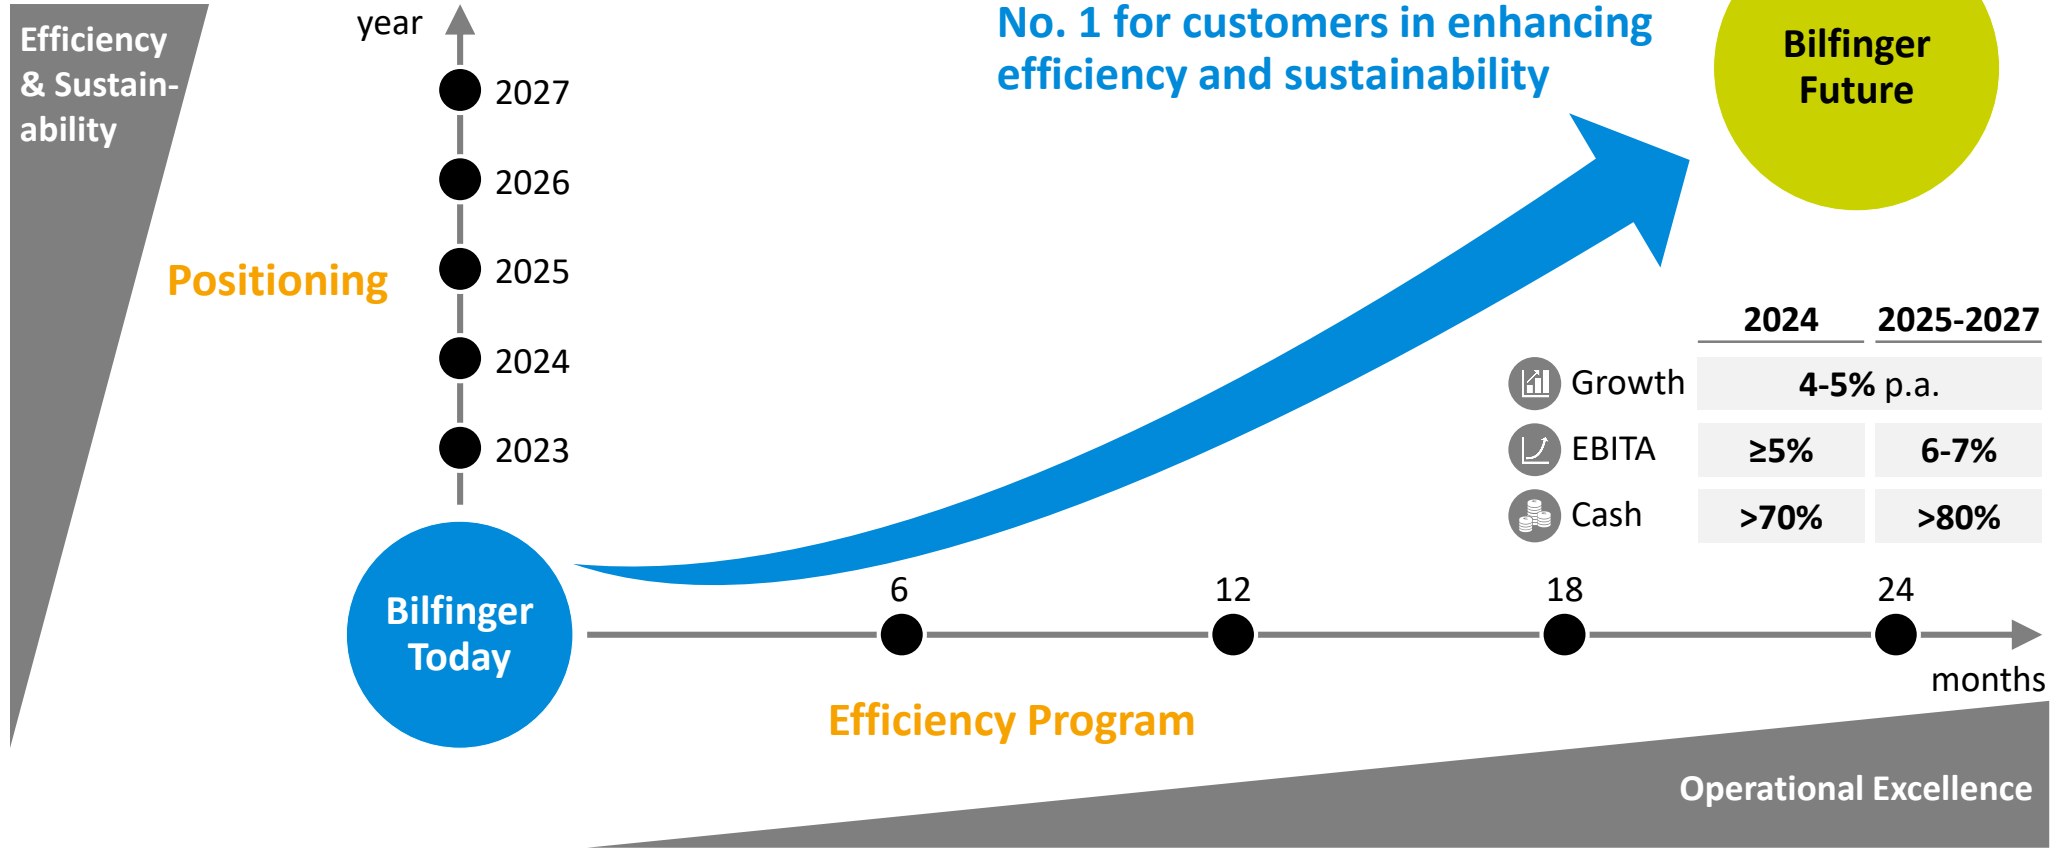 Efficiency
& Sustain-
ability
year
2027
2026
2025
2024
2023
Positioning
No. 1 for customers in enhancing
efficiency and sustainability
Bilfinger
Future
2024 2025-2027
Growth 4-5% p.a.
EBITA ≥5% 6-7%
Cash >70% >80%
Bilfinger
Today
6 12 18 24
months
Efficiency Program
Operational Excellence